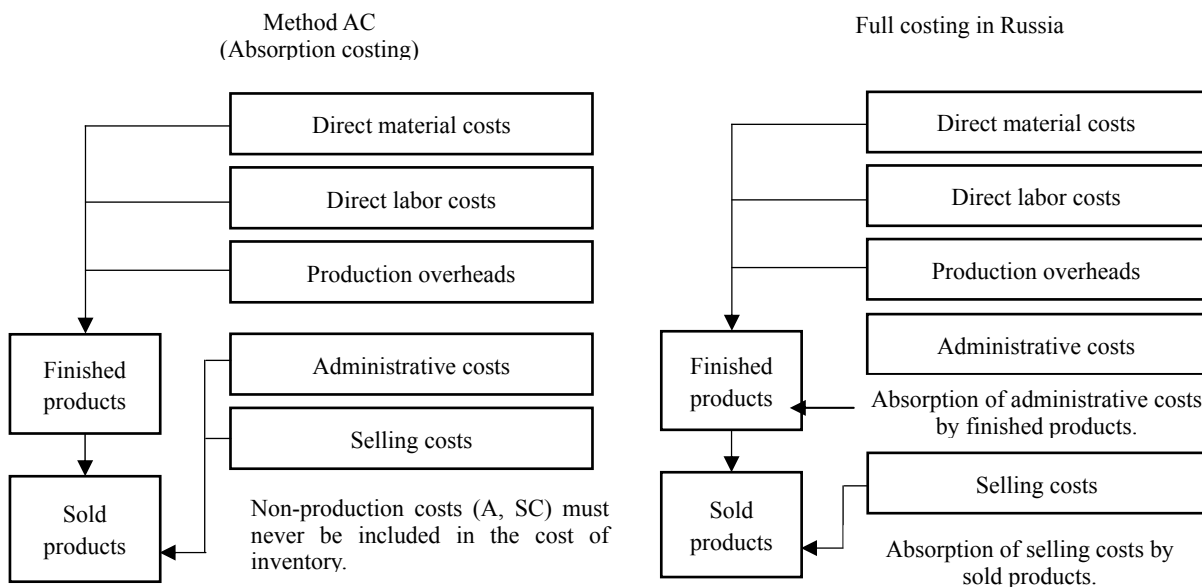 Method AC
(Absorption costing)
Direct material costs
Direct labor costs
Production overheads
Finished
products
Administrative costs
Selling costs
Sold
products
Non-production costs (A, SC) must
never be included in the cost of
inventory.
Full costing in Russia
Direct material costs
Direct labor costs
Production overheads
Finished
products
Administrative costs
Absorption of administrative costs
by finished products.
Sold
products
Selling costs
Absorption of selling costs by
sold products.